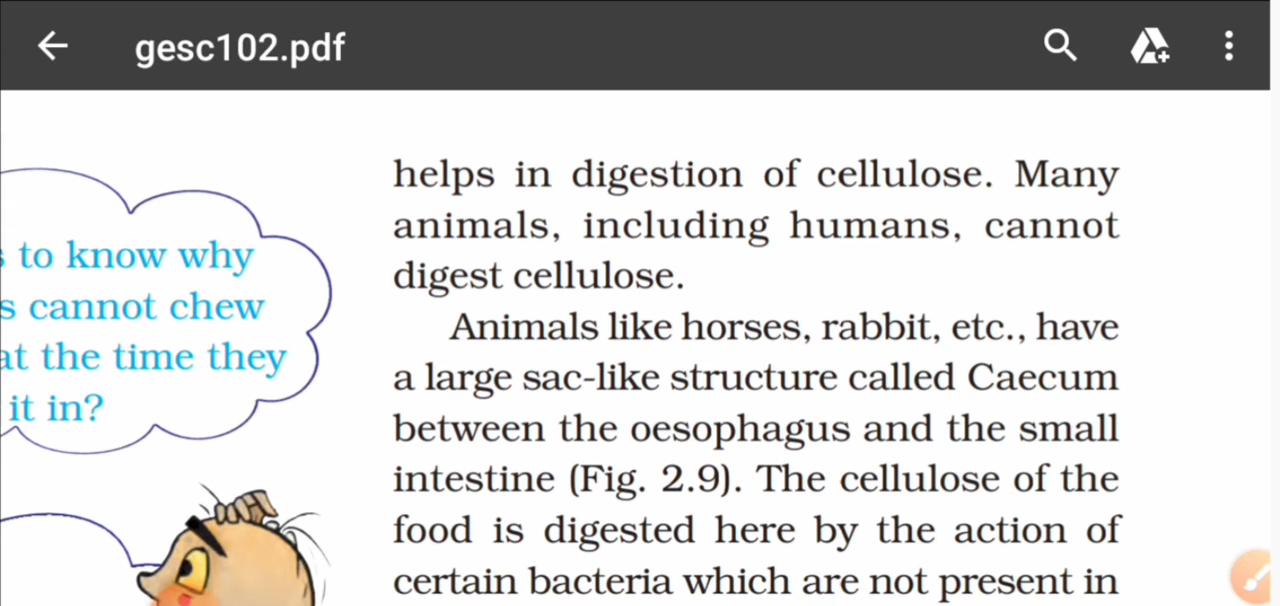 gesc102.pdf
to know why
s cannot chew
at the time they
it in?
helps in digestion of cellulose. Many
animals, including humans, cannot
digest cellulose.
Animals like horses, rabbit, etc., have
a large sac-like structure called Caecum
between the oesophagus and the small
intestine (Fig. 2.9). The cellulose of the
food is digested here by the action of
certain bacteria which are not present in